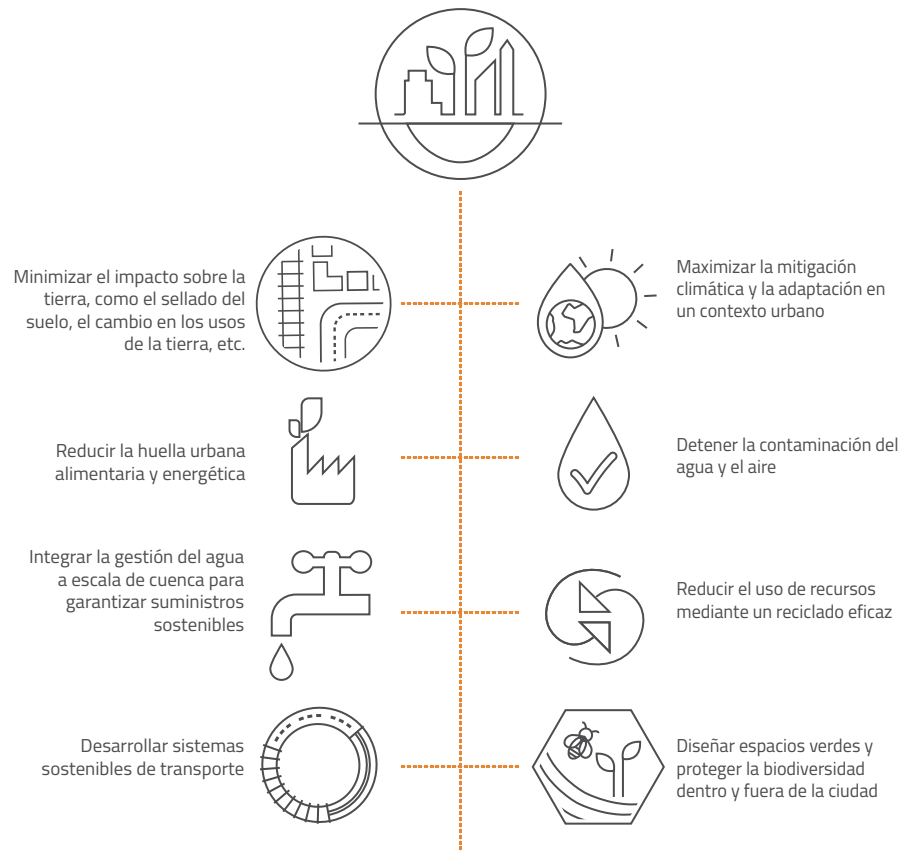 Minimizar el impacto sobre la
tierra, como el sellado del
suelo, el cambio en los usos
de la tierra, etc.
Maximizar la mitigación
climática y la adaptación en
un contexto urbano
Reducir la huella urbana
alimentaria y energética
Detener la contaminación del
agua y el aire
Integrar la gestión del agua
a escala de cuenca para
garantizar suministros
sostenibles
Reducir el uso de recursos
mediante un reciclado eficaz
Desarrollar sistemas
sostenibles de transporte
Diseñar espacios verdes y
proteger la biodiversidad
dentro y fuera de la ciudad